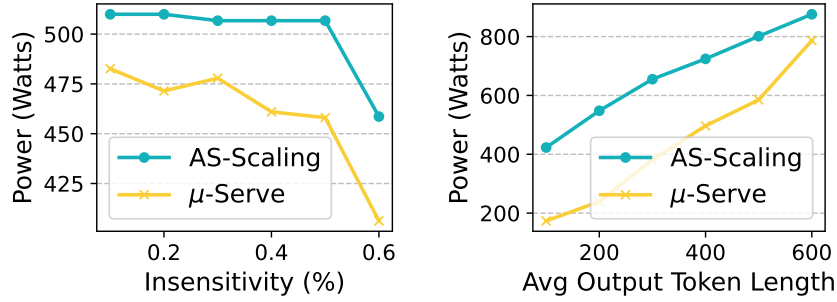 Power (Watts)
500
475
450
425
AS-Scaling
μ-Serve
0.2
0.4
0.6
Insensitivity (%)
Power (Watts)
800
600
400
200
AS-Scaling
μ-Serve
200
400
600
Avg Output Token Length